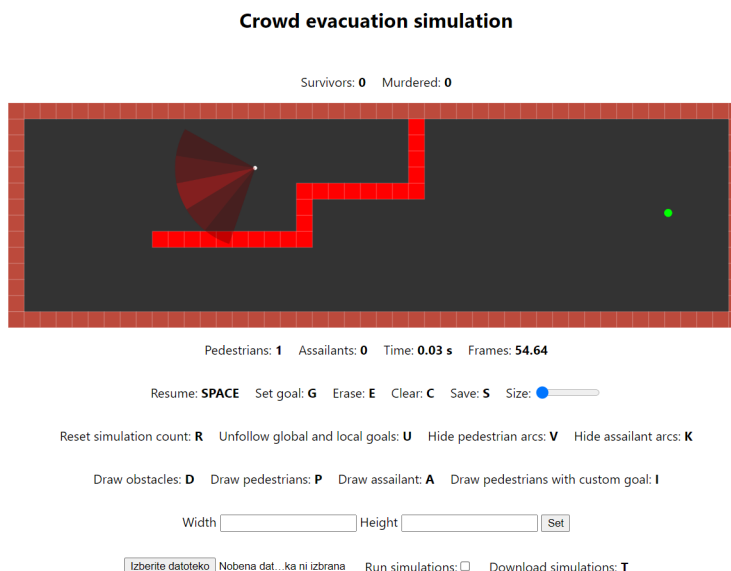 Crowd evacuation simulation
Survivors: 0 Murdered: 0
Pedestrians: 1 Assailants: 0 Time: 0.03 s Frames: 54.64
Resume: SPACE Set goal: G Erase: E Clear: C Save: S Size:
Reset simulation count: R Unfollow global and local goals: U Hide pedestrian arcs: V Hide assailant arcs: K
Draw obstacles: D Draw pedestrians: P Draw assailant: A Draw pedestrians with custom goal: I
Width Height Set
Izberite datoteko Nobena dat…ka ni izbrana Run simulations: Download simulations: T